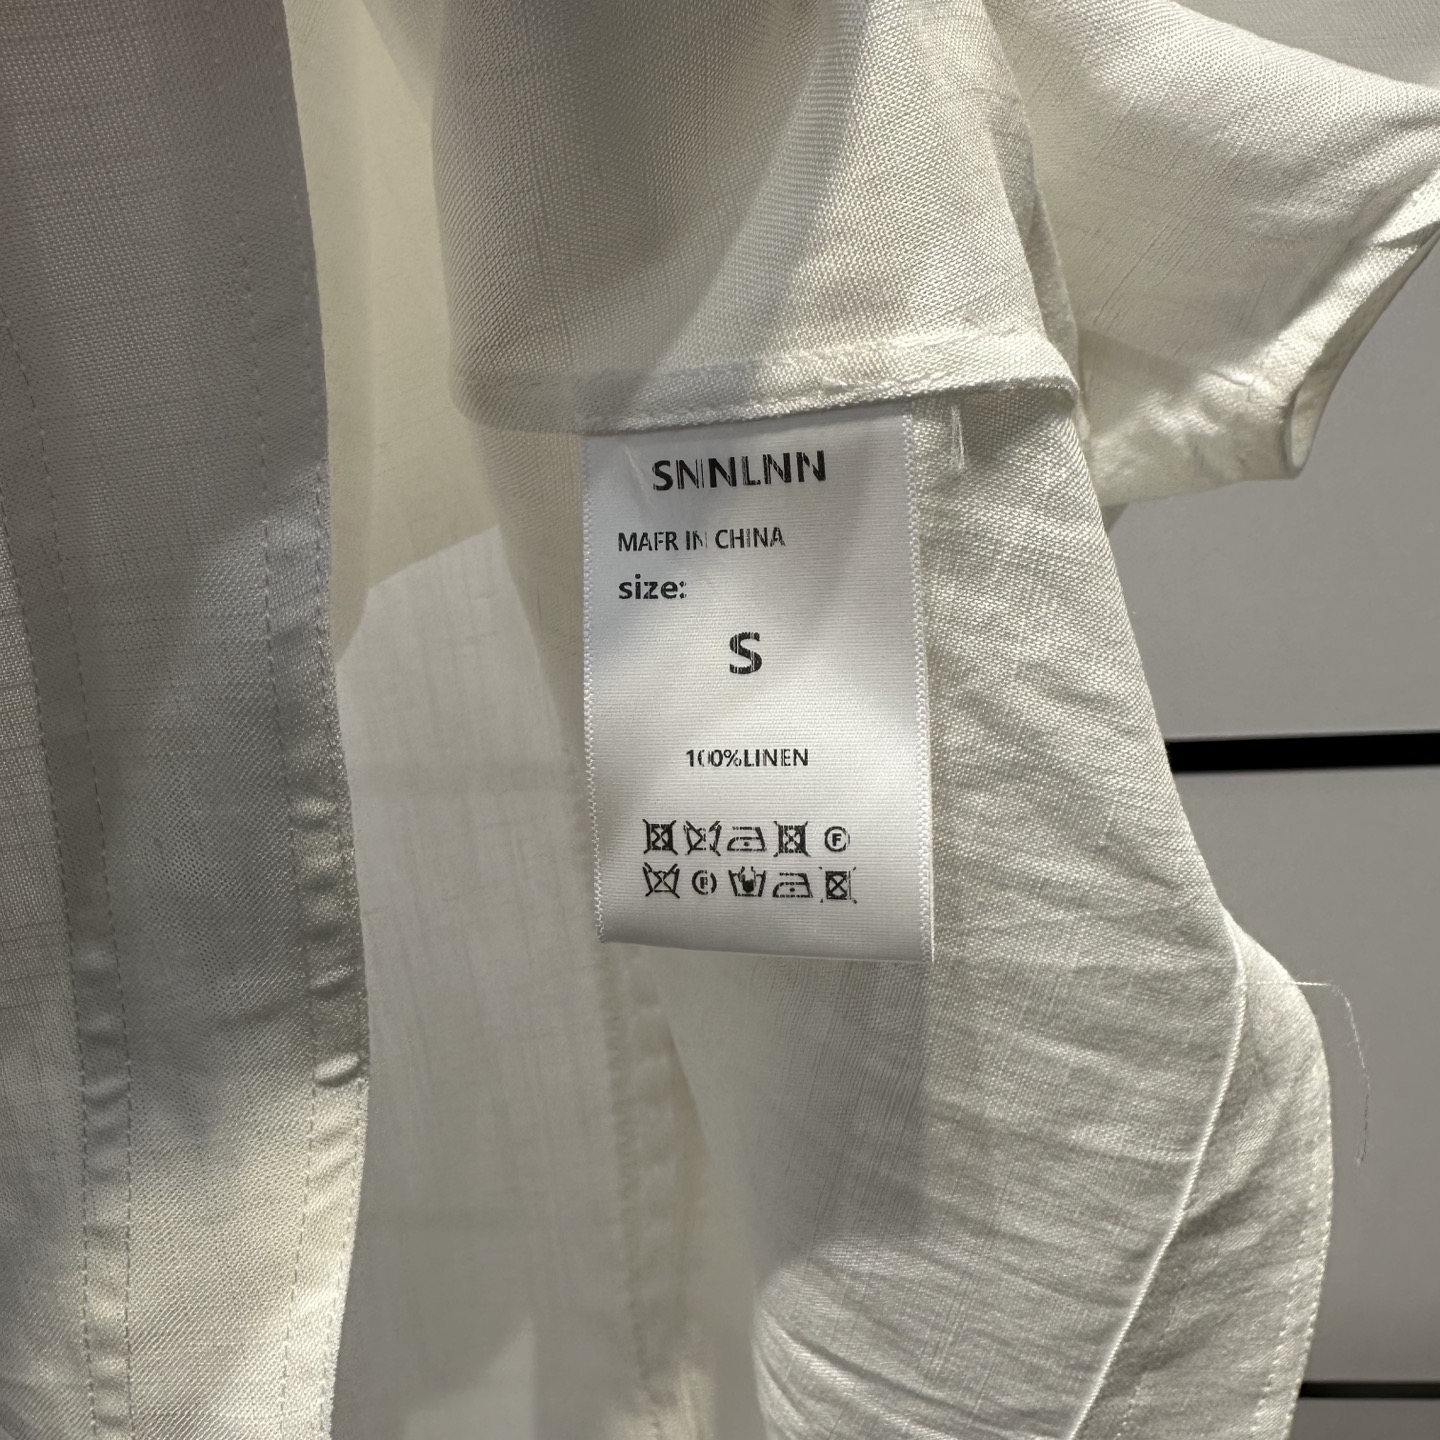 SNNLNN
MAFR IN CHINA
size:
S
100%LINEN
F
F